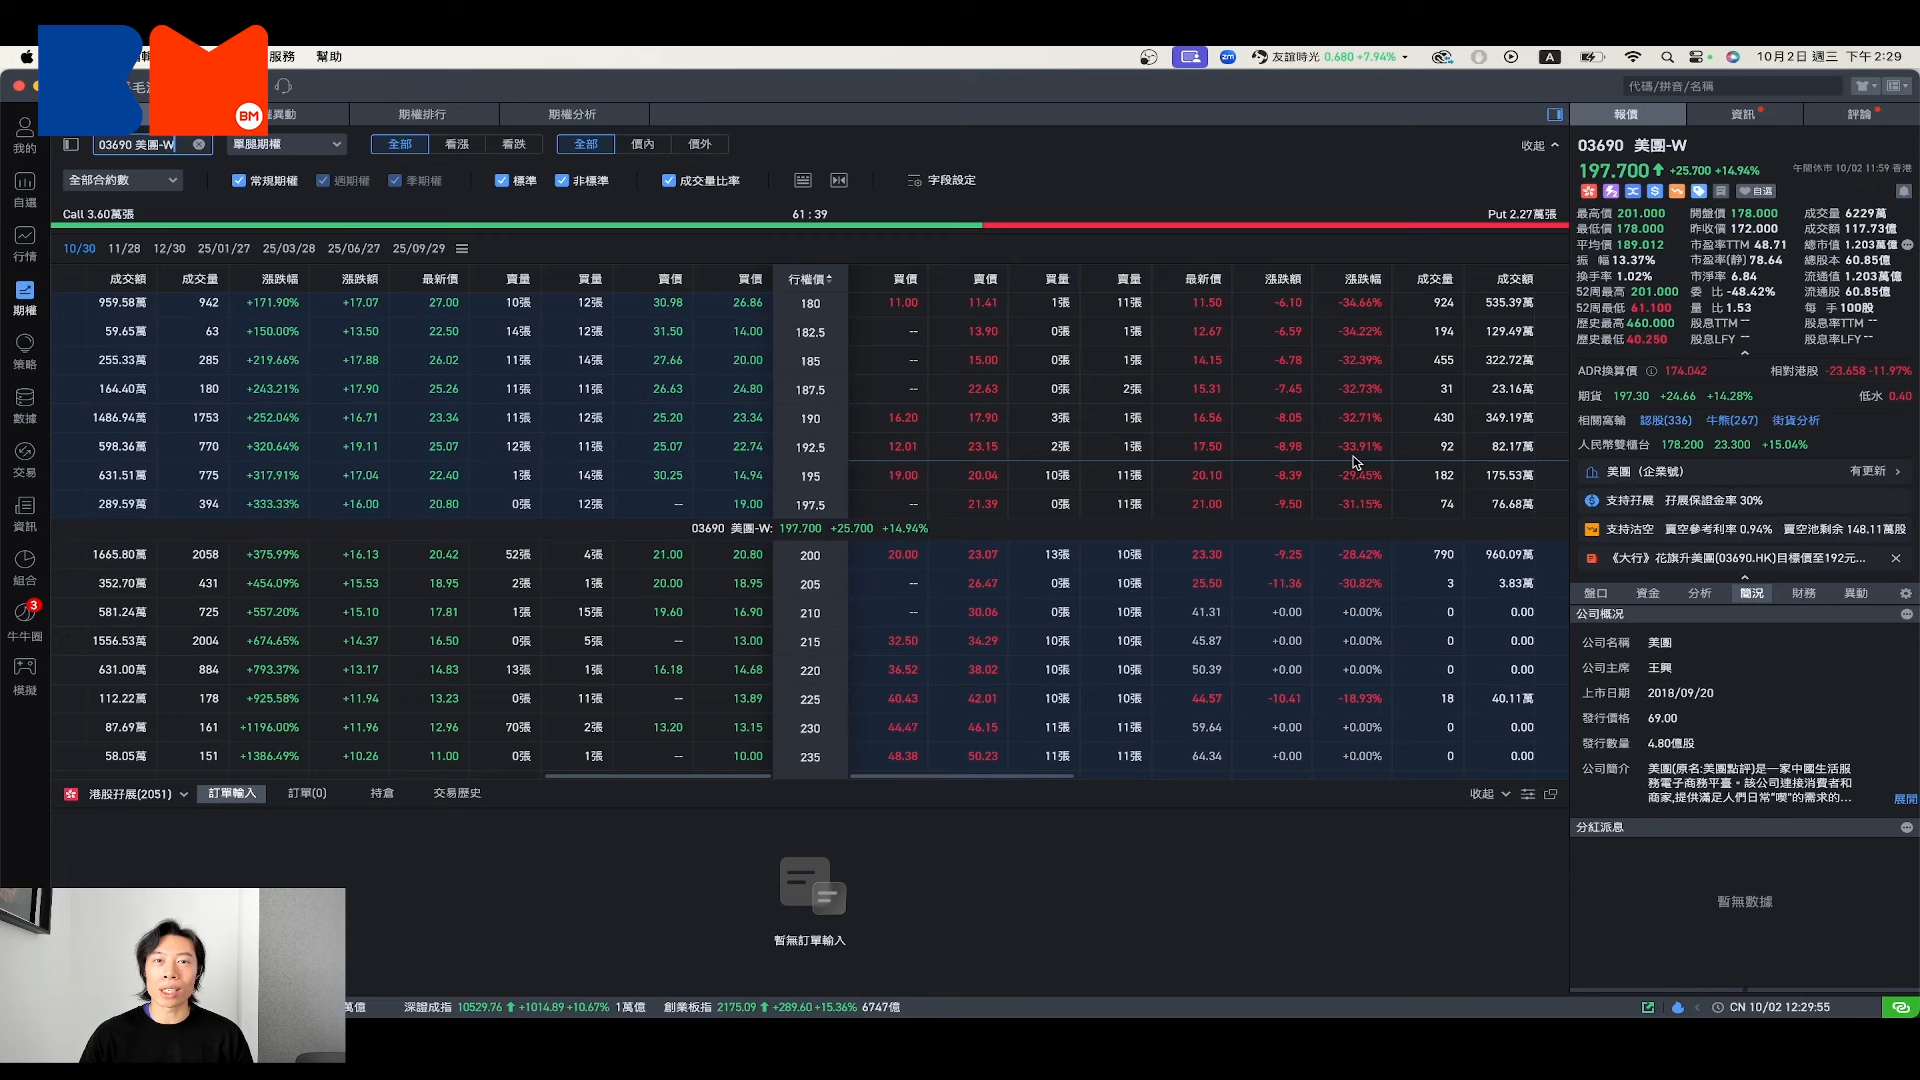 BM
服務 幫助
友誼時光 0.680 +7.94%
A
10月2日 週三 下午 2:29
代碼/拼音/名稱
異動 期權排行 期權分析
報價 資訊 評論
03690 美團-W 單腿期權 全部 看漲 看跌 全部 價內 價外 收起
全部合約數 常規期權 週期權 季期權 標準 非標準 成交量比率 字段設定
Call 3.60萬張 61 : 39 Put 2.27萬張
10/30 11/28 12/30 25/01/27 25/03/28 25/06/27 25/09/29
成交額 成交量 漲跌幅 漲跌額 最新價 賣量 買量 賣價 買價 行權價 買價 賣價 買量 賣量 最新價 漲跌額 漲跌幅 成交量 成交額
959.58萬 942 +171.90% +17.07 27.00 10張 12張 30.98 26.86 180 11.00 11.41 1張 11張 11.50 -6.10 -34.66% 924 535.39萬
59.65萬 63 +150.00% +13.50 22.50 14張 12張 31.50 14.00 182.5 -- 13.90 0張 1張 12.67 -6.59 -34.22% 194 129.49萬
255.33萬 285 +219.66% +17.88 26.02 11張 14張 27.66 20.00 185 -- 15.00 0張 1張 14.15 -6.78 -32.39% 455 322.72萬
164.40萬 180 +243.21% +17.90 25.26 11張 11張 26.63 24.80 187.5 -- 22.63 0張 2張 15.31 -7.45 -32.73% 31 23.16萬
1486.94萬 1753 +252.04% +16.71 23.34 11張 12張 25.20 23.34 190 16.20 17.90 3張 1張 16.56 -8.05 -32.71% 430 349.19萬
598.36萬 770 +320.64% +19.11 25.07 12張 11張 25.07 22.74 192.5 12.01 23.15 2張 1張 17.50 -8.98 -33.91% 92 82.17萬
631.51萬 775 +317.91% +17.04 22.40 1張 14張 30.25 14.94 195 19.00 20.04 10張 11張 20.10 -8.39 -29.45% 182 175.53萬
289.59萬 394 +333.33% +16.00 20.80 0張 12張 -- 19.00 197.5 -- 21.39 0張 11張 21.00 -9.50 -31.15% 74 76.68萬
03690 美團-W: 197.700 +25.700 +14.94%
1665.80萬 2058 +375.99% +16.13 20.42 52張 4張 21.00 20.80 200 20.00 23.07 13張 10張 23.30 -9.25 -28.42% 790 960.09萬
352.70萬 431 +454.09% +15.53 18.95 2張 1張 20.00 18.95 205 -- 26.47 0張 10張 25.50 -11.36 -30.82% 3 3.83萬
581.24萬 725 +557.20% +15.10 17.81 1張 15張 19.60 16.90 210 -- 30.06 0張 11張 41.31 +0.00 +0.00% 0 0.00
1556.53萬 2004 +674.65% +14.37 16.50 0張 5張 -- 13.00 215 32.50 34.29 10張 10張 45.87 +0.00 +0.00% 0 0.00
631.00萬 884 +793.37% +13.17 14.83 13張 1張 16.18 14.68 220 36.52 38.02 10張 10張 50.39 +0.00 +0.00% 0 0.00
112.22萬 178 +925.58% +11.94 13.23 0張 11張 -- 13.89 225 40.43 42.01 10張 10張 44.57 -10.41 -18.93% 18 40.11萬
87.69萬 161 +1196.00% +11.96 12.96 70張 2張 13.20 13.15 230 44.47 46.15 11張 11張 59.64 +0.00 +0.00% 0 0.00
58.05萬 151 +1386.49% +10.26 11.00 0張 1張 -- 10.00 235 48.38 50.23 11張 11張 64.34 +0.00 +0.00% 0 0.00
港股孖展(2051) 訂單輸入 訂單(0) 持倉 交易歷史 收起
暫無訂單輸入
我的
自選
行情
期權
策略
數據
交易
資訊
組合
3
牛牛圈
模擬
03690 美團-W
197.700 +25.700 +14.94% 午間休市 10/02 11:59 香港
自選
最高價 201.000 開盤價 178.000 成交量 6229萬
最低價 178.000 昨收價 172.000 成交額 117.73億
平均價 189.012 市盈率TTM 48.71 總市值 1.203萬億
振 幅 13.37% 市盈率(靜) 78.64 總股本 60.85億
換手率 1.02% 市淨率 6.84 流通值 1.203萬億
52周最高 201.000 委 比 -48.42% 流通股 60.85億
52周最低 61.100 量 比 1.53 每 手 100股
歷史最高 460.000 股息TTM -- 股息率TTM --
歷史最低 40.250 股息LFY -- 股息率LFY --
ADR換算價 174.042 相對港股 -23.658 -11.97%
期貨 197.30 +24.66 +14.28% 低水 0.40
相關窩輪 認股(336) 牛熊(267) 街貨分析
人民幣雙櫃台 178.200 23.300 +15.04%
美團（企業號） 有更新
支持孖展 孖展保證金率 30%
支持沽空 賣空參考利率 0.94% 賣空池剩餘 148.11萬股
《大行》花旗升美團(03690.HK)目標價至192元...
盤口 資金 分析 簡況 財務 異動
公司概況
公司名稱 美團
公司主席 王興
上市日期 2018/09/20
發行價格 69.00
發行數量 4.80億股
公司簡介 美團(原名:美團點評)是一家中國生活服
務電子商務平臺。該公司連接消費者和
商家,提供滿足人們日常“喫”的需求的...
展開
分紅派息
暫無數據
萬億 深證成指 10529.76 +1014.89 +10.67% 1萬億 創業板指 2175.09 +289.60 +15.36% 6747億 CN 10/02 12:29:55